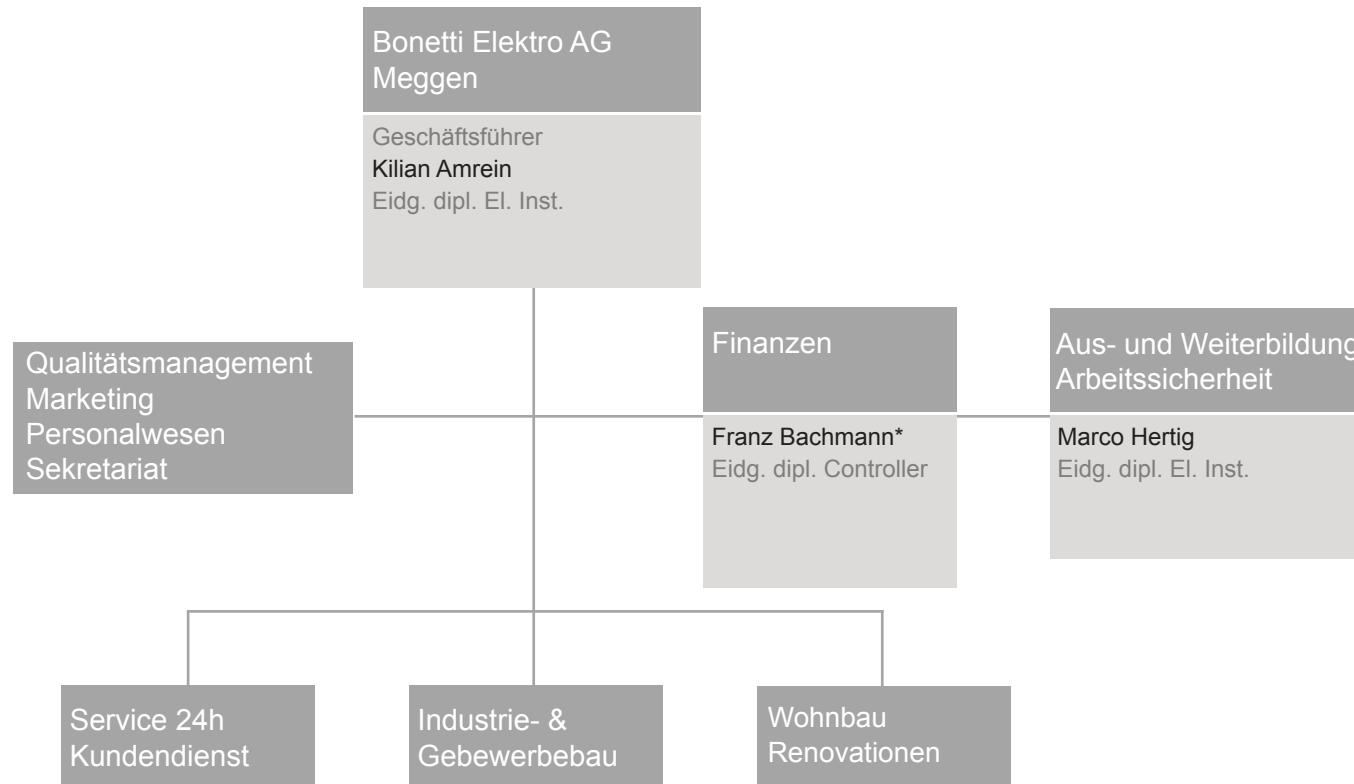 Bonetti Elektro AG
Meggen
Geschäftsführer
Kilian Amrein
Eidg. dipl. El. Inst.
Qualitätsmanagement
Marketing
Personalwesen
Sekretariat
Finanzen
Franz Bachmann*
Eidg. dipl. Controller
Aus- und Weiterbildung
Arbeitssicherheit
Marco Hertig
Eidg. dipl. El. Inst.
Service 24h
Kundendienst
Industrie- &
Gebewerbebau
Wohnbau
Renovationen